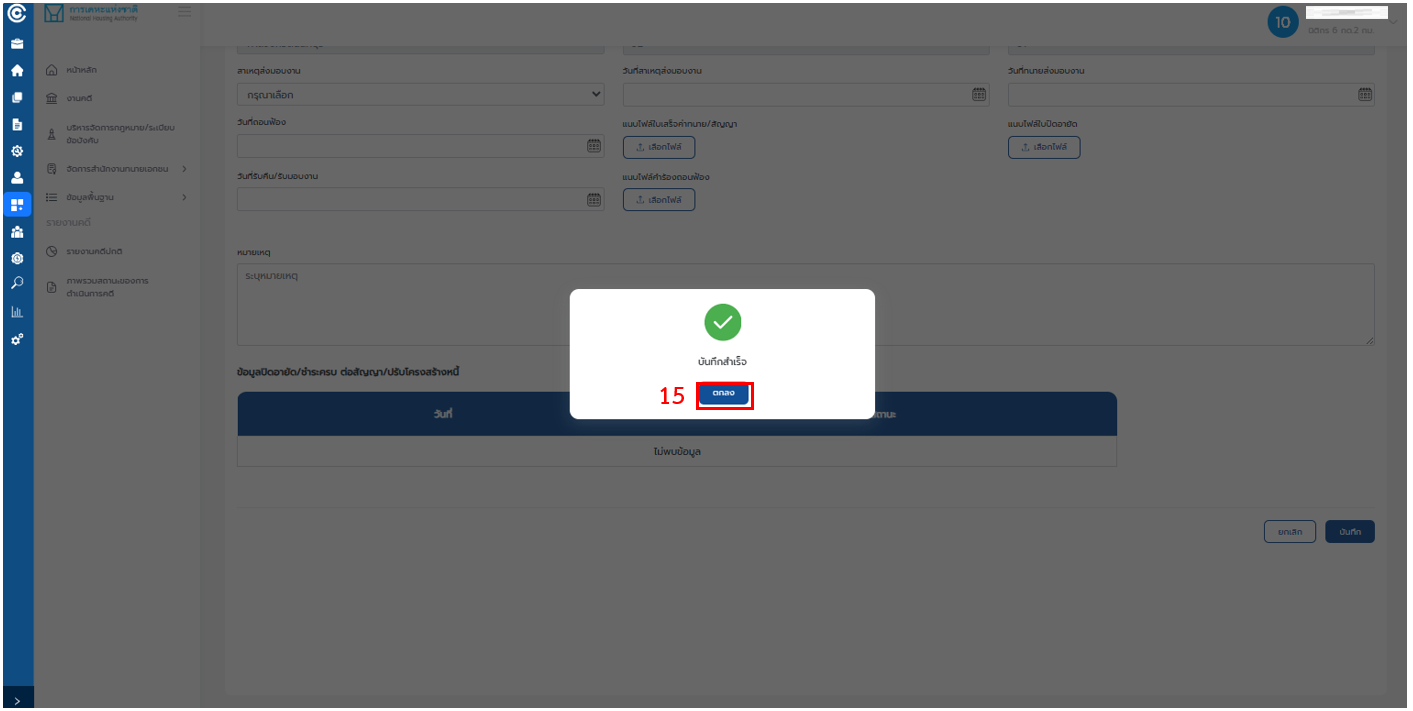 การเคหะแห่งชาติ
National Housing Authority
10
นิติกร 6 กด.2 กม.
หน้าหลัก
งานคดี
บริหารจัดการกฎหมาย/ระเบียบ
ข้อบังคับ
จัดการสำนักงานทนายเอกชน
ข้อมูลพื้นฐาน
รายงานคดี
รายงานคดีปกติ
ภาพรวมสถานะของการ
ดำเนินการคดี
สาเหตุส่งมอบงาน
วันที่สาเหตุส่งมอบงาน
วันที่ทนายส่งมอบงาน
กรุณาเลือก
วันที่ถอนฟ้อง
แนบไฟล์ใบเสร็จค่าทนาย/สัญญา
แนบไฟล์ใบปิดอายัด
เลือกไฟล์
เลือกไฟล์
วันที่รับคืน/รับมอบงาน
แนบไฟล์คำร้องถอนฟ้อง
เลือกไฟล์
หมายเหตุ
ระบุหมายเหตุ
บันทึกสำเร็จ
15
ตกลง
ข้อมูลปิดอายัด/ชำระครบ ต่อสัญญา/ปรับโครงสร้างหนี้
วันที่
ไม่พบข้อมูล
ยกเลิก
บันทึก